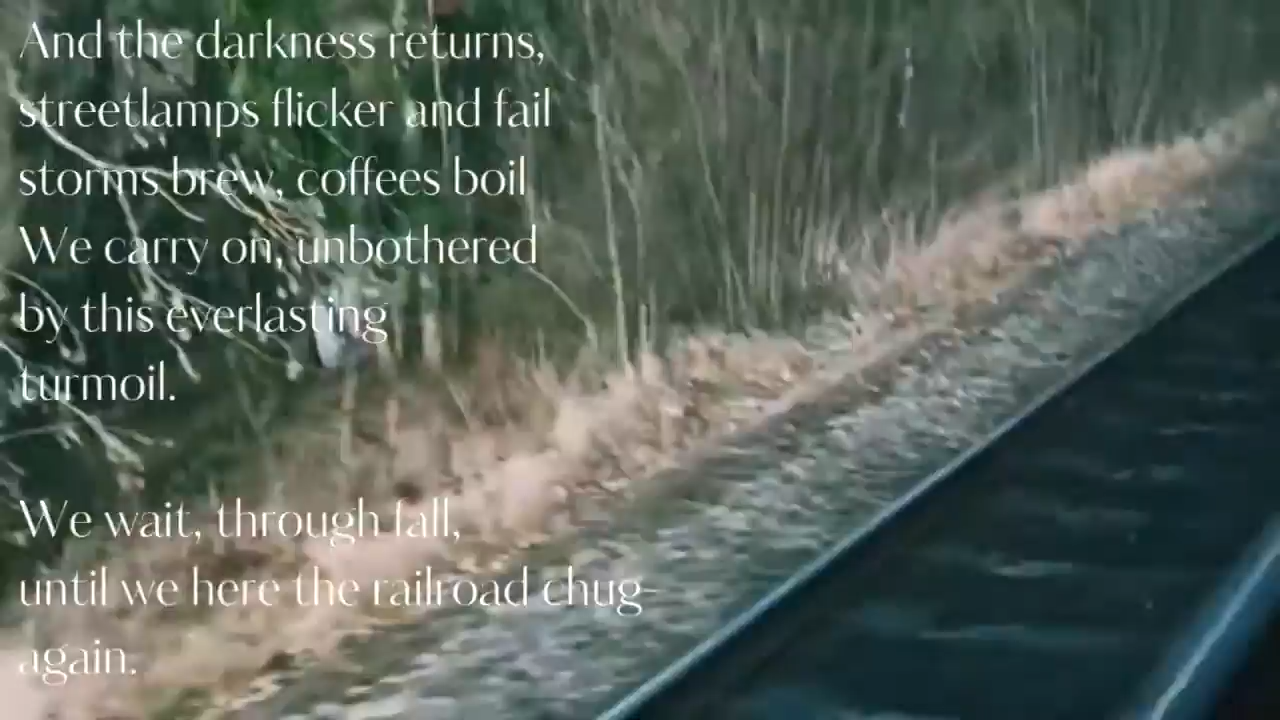 And the darkness returns,
streetlamps flicker and fail
storms brew, coffees boil
We carry on, unbothered
by this everlasting
turmoil.
We wait, through fall,
until we here the railroad chug-
again.